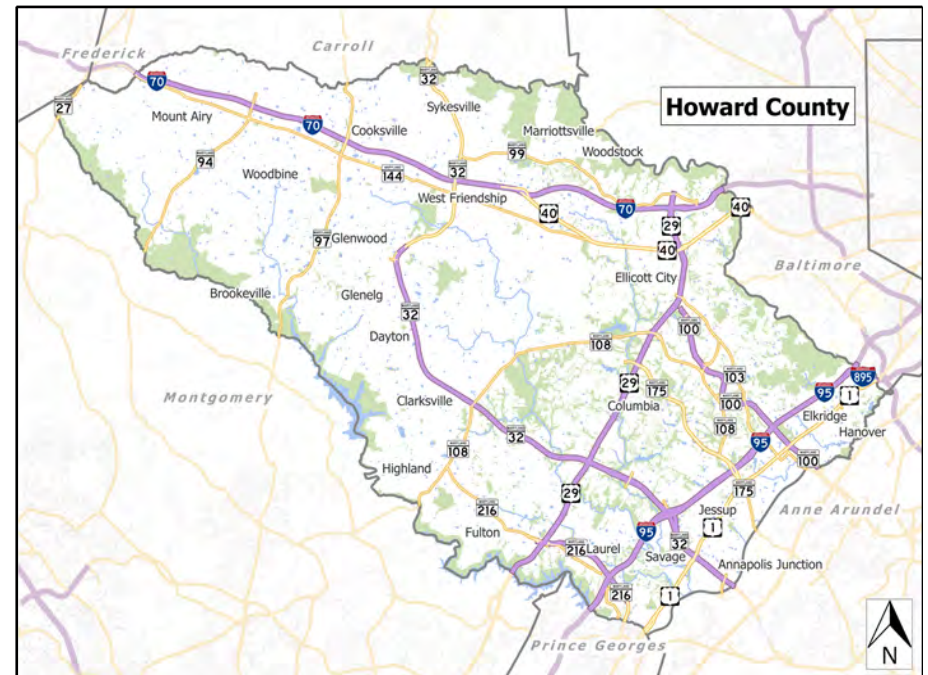 Carroll
Frederick
70
32
27
Sykesville
Howard County
Mount Airy
70
Cooksville
Marriottsville
99
Woodstock
94
144
32
Woodbine
West Friendship
40
70
40
29
97
Glenwood
40
Baltimore
Brookeville
Glenelg
Ellicott City
32
Dayton
108
100
103
95
895
1
29
175
Columbia
100
Elkridge
Montgomery
Clarksville
108
Hanover
32
95
108
100
Highland
29
175
216
Jessup
Anne Arundel
Fulton
95
1
216
Laurel
Savage
32
Annapolis Junction
216
1
Prince Georges
N